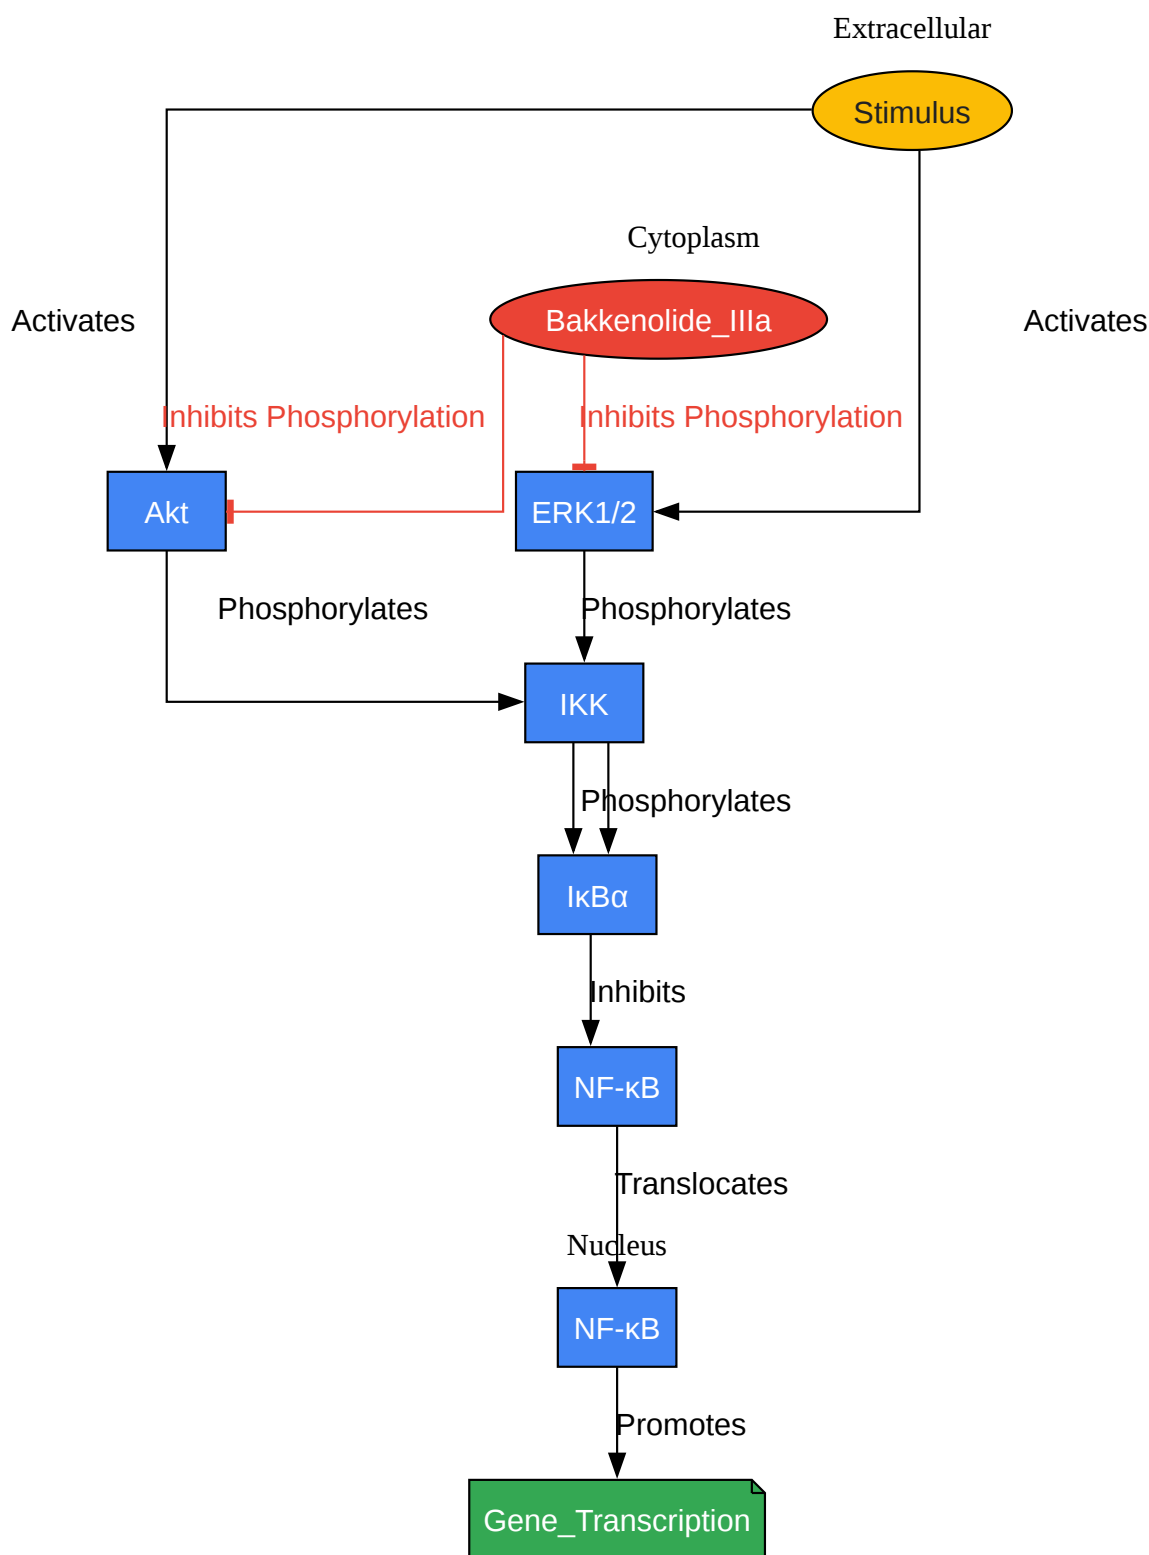 Extracellular
Stimulus
Cytoplasm
Activates
Bakkenolide_IIIa
Activates
Inhibits Phosphorylation
Inhibits Phosphorylation
Akt
ERK1/2
Phosphorylates
Phosphorylates
IKK
Phosphorylates
IκBα
Inhibits
NF-κB
Translocates
Nucleus
NF-κB
Promotes
Gene_Transcription